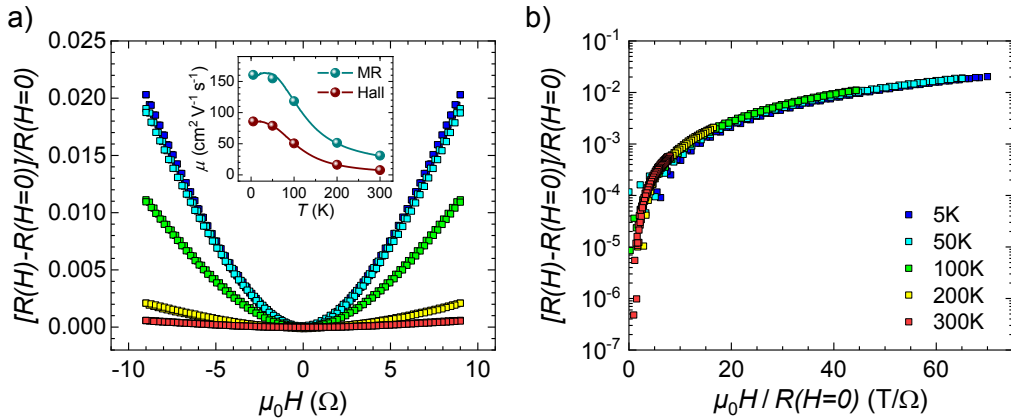 a)
[R(H)-R(H=0)]/R(H=0)
0.025
0.020
0.015
0.010
0.005
0.000
-10
-5
0
5
10
μ₀H (Ω)
μ (cm² V⁻¹ s⁻¹)
150
100
50
0
0
100
200
300
T (K)
MR
Hall
b)
[R(H)-R(H=0)]/R(H=0)
10⁻¹
10⁻²
10⁻³
10⁻⁴
10⁻⁵
10⁻⁶
10⁻⁷
0
20
40
60
μ₀H / R(H=0) (T/Ω)
5K
50K
100K
200K
300K